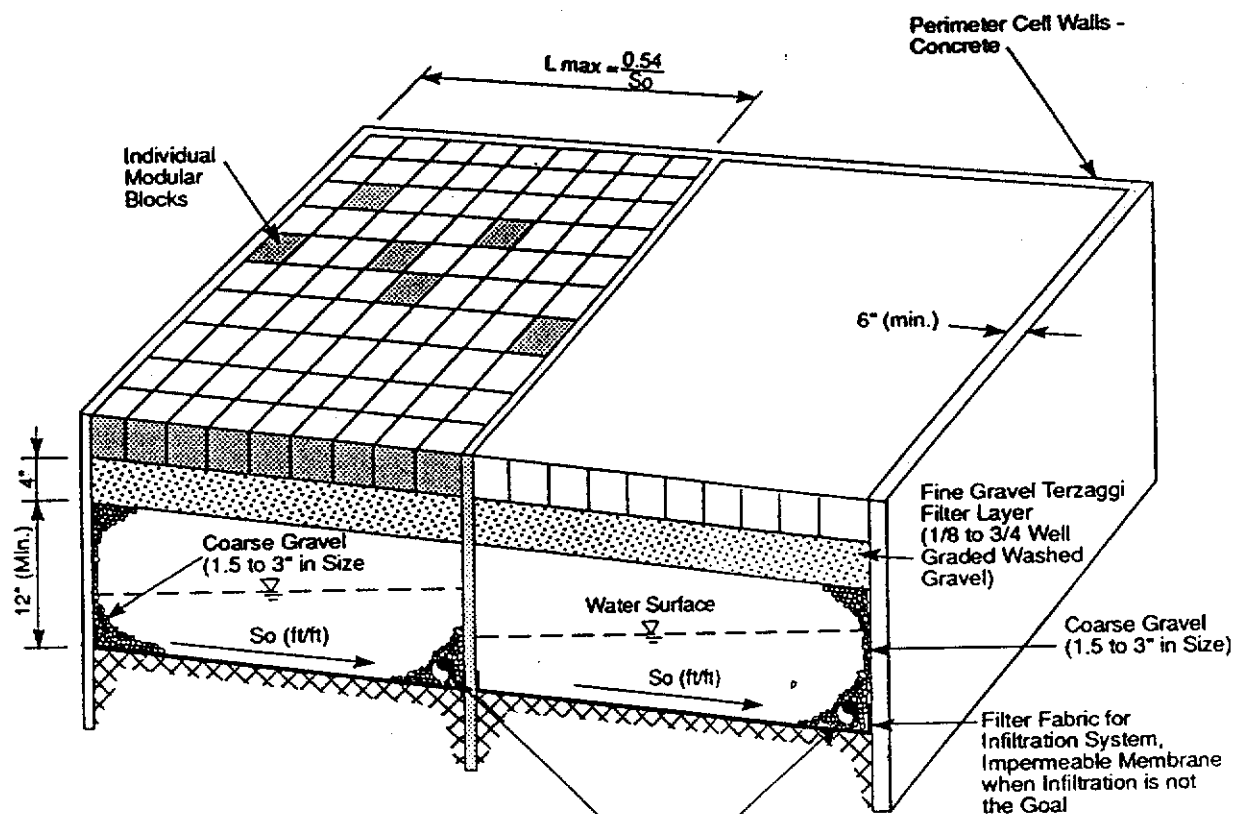 Perimeter Cell Walls -
Concrete
L max = 0.54
So
Individual
Modular
Blocks
6" (min.)
4"
12" (Min.)
Fine Gravel Terzaggi
Filter Layer
(1/8 to 3/4 Well
Graded Washed
Gravel)
Coarse Gravel
(1.5 to 3" in Size
Water Surface
So (ft/ft)
So (ft/ft)
Coarse Gravel
(1.5 to 3" in Size)
Filter Fabric for
Infiltration System,
Impermeable Membrane
when Infiltration is not
the Goal